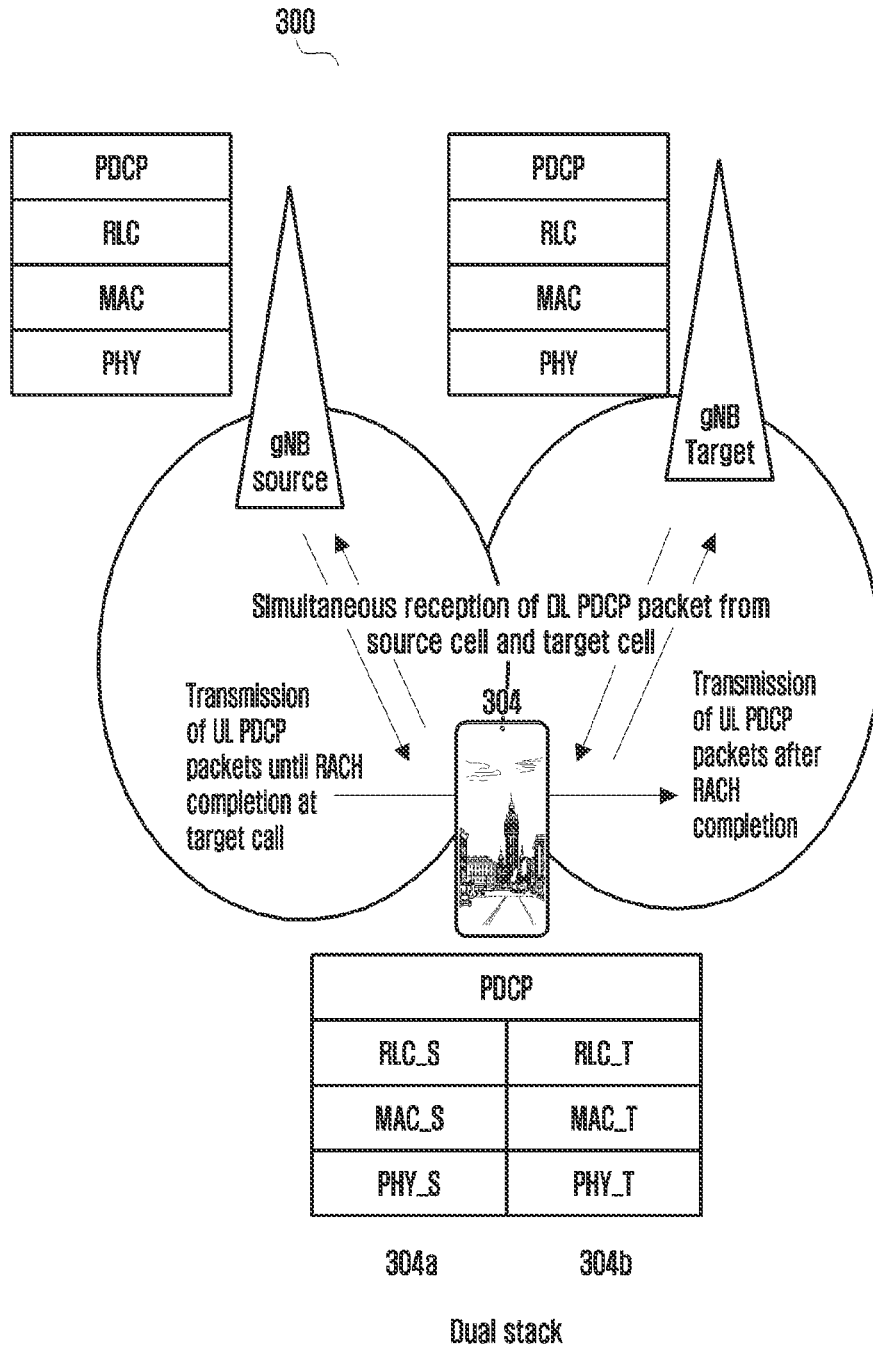 300
PDCP
RLC
MAC
PHY
PDCP
RLC
MAC
PHY
gNB
source
gNB
Target
Simultaneous reception of DL PDCP packet from
source cell and target cell
304
Transmission
of UL PDCP
packets until RACH
completion at
target call
Transmission
of UL PDCP
packets after
RACH
completion
PDCP
RLC_S
RLC_T
MAC_S
MAC_T
PHY_S
PHY_T
304a
304b
Dual stack